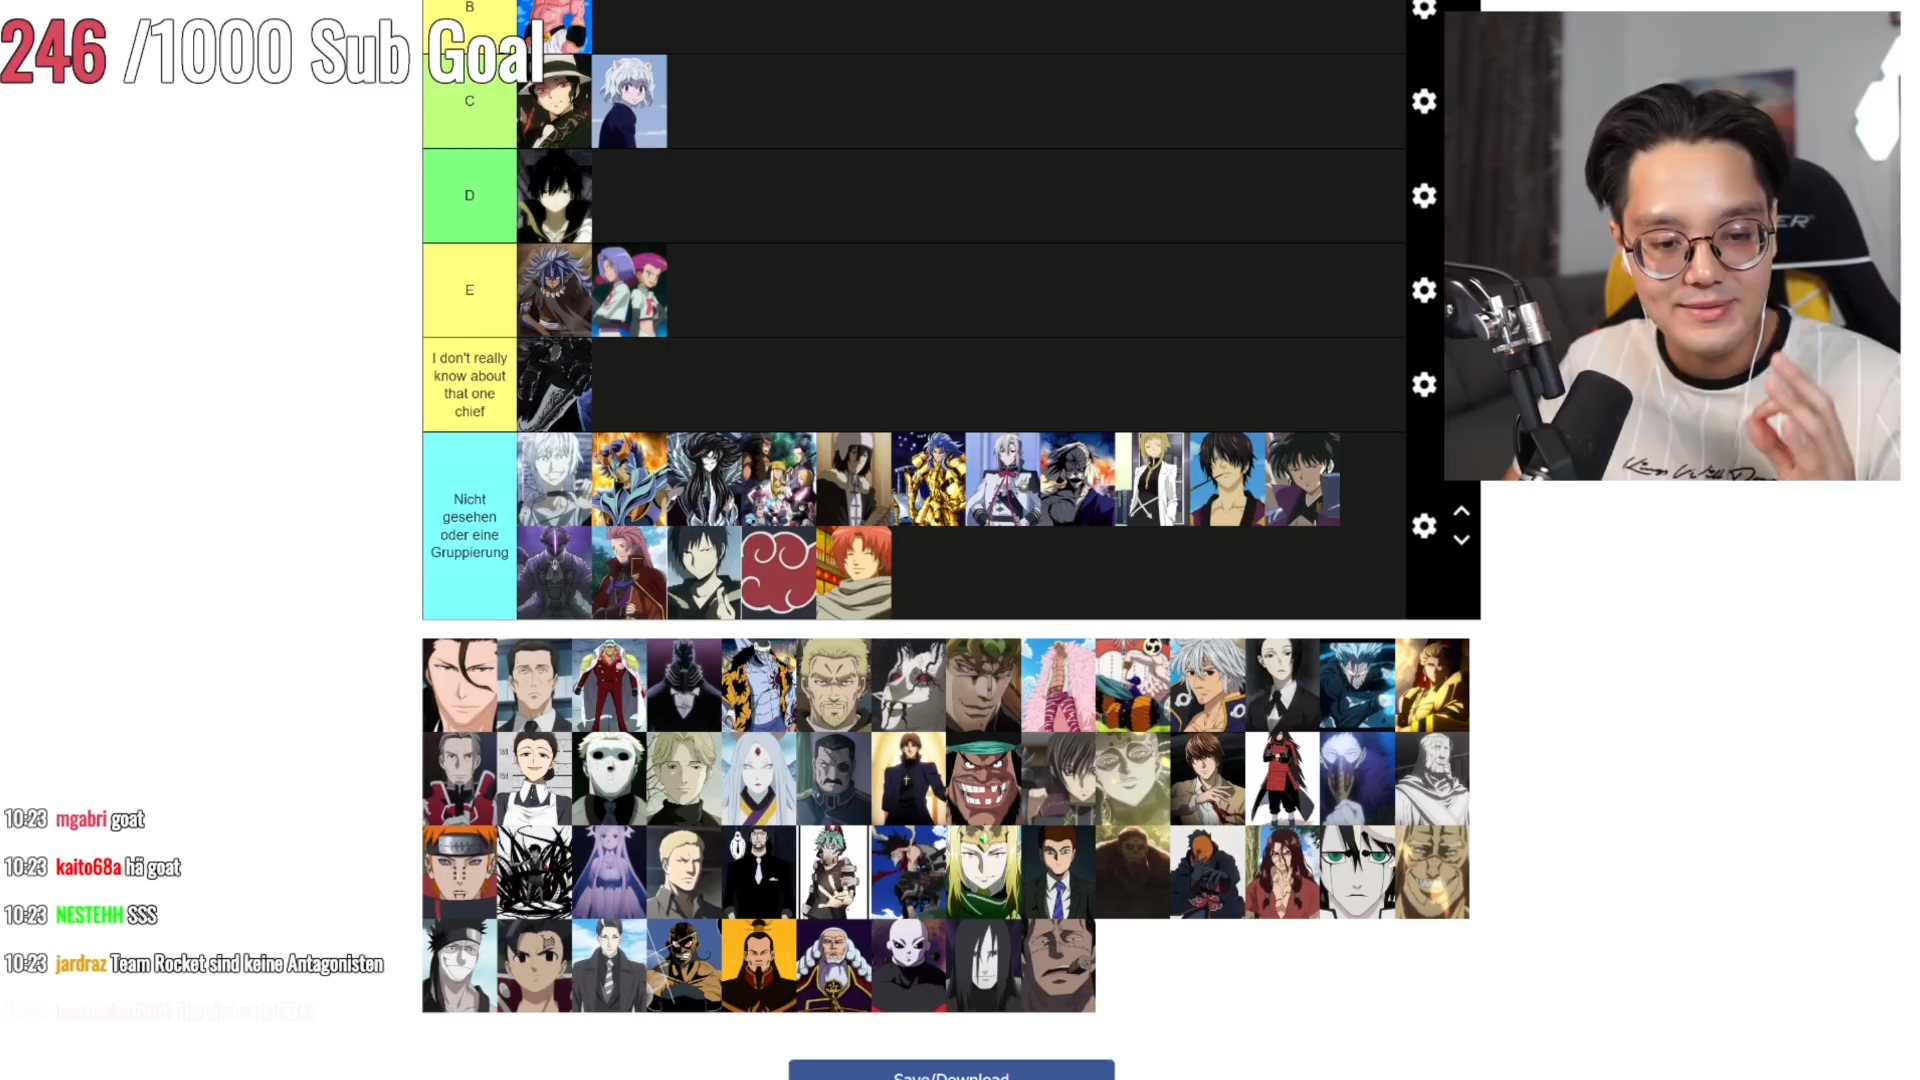 246 /1000 Sub Goal
B
C
D
E
I don't really
know about
that one
chief
Nicht
gesehen
oder eine
Gruppierung
10:23 mgabri goat
10:23 kaito68a hä goat
10:23 NESTEHH SSS
10:23 jardraz Team Rocket sind keine Antagonisten
Save/Download